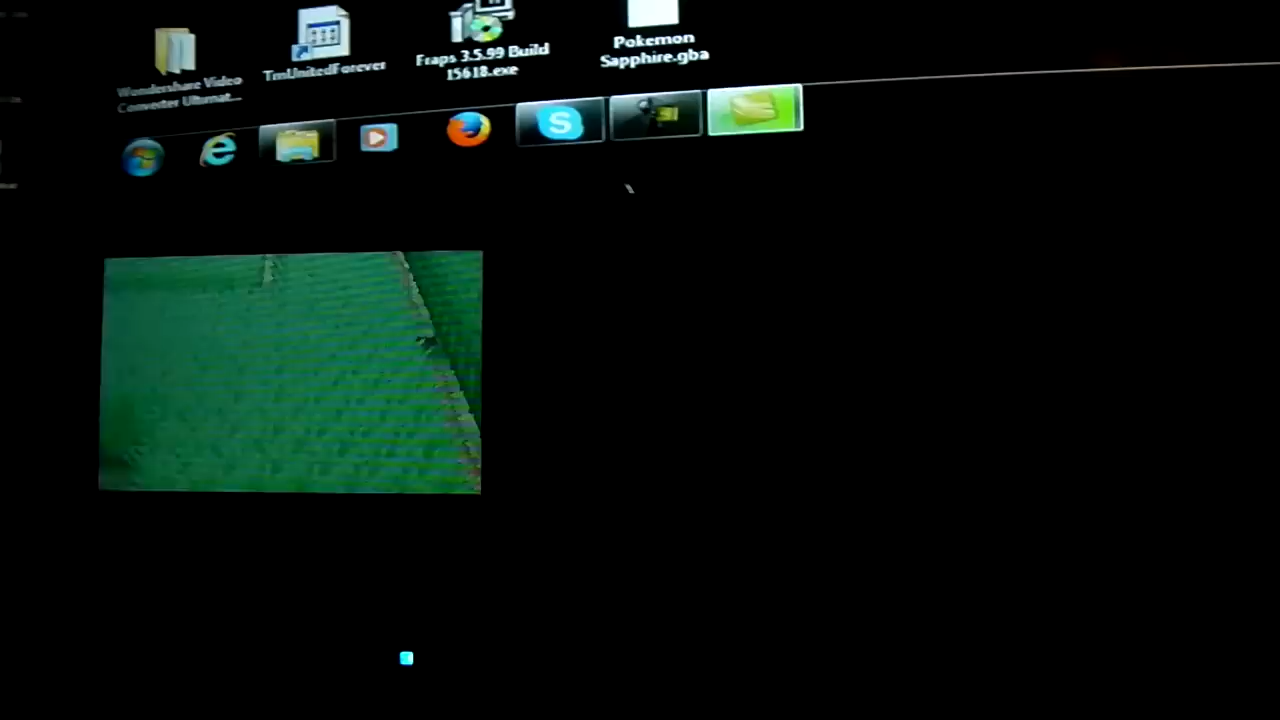 Wondershare Video
Converter Ultimat...
TmUnitedForever
Fraps 3.5.99 Build
15618.exe
Pokemon
Sapphire.gba